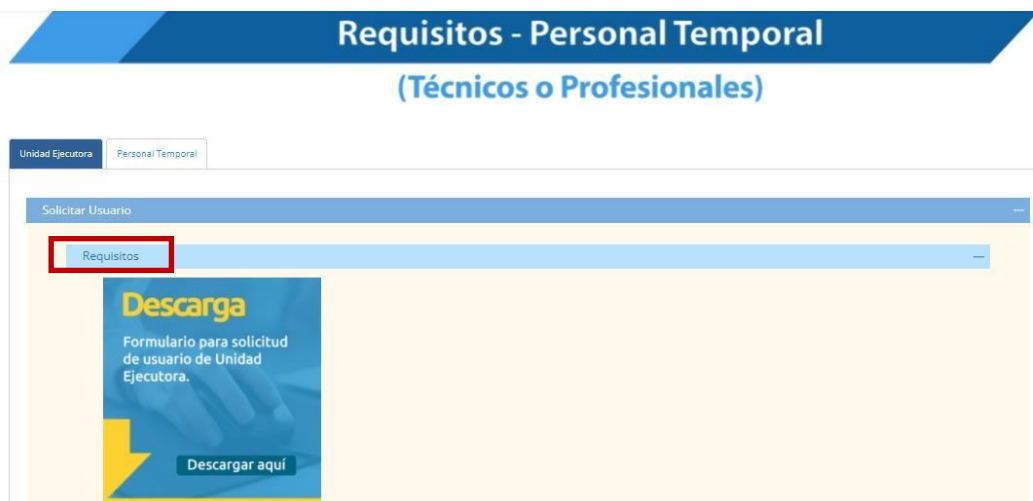 Requisitos - Personal Temporal
(Técnicos o Profesionales)
Unidad Ejecutora
Personal Temporal
Solicitar Usuario
Requisitos
Descarga
Formulario para solicitud
de usuario de Unidad
Ejecutora.
Descargar aquí